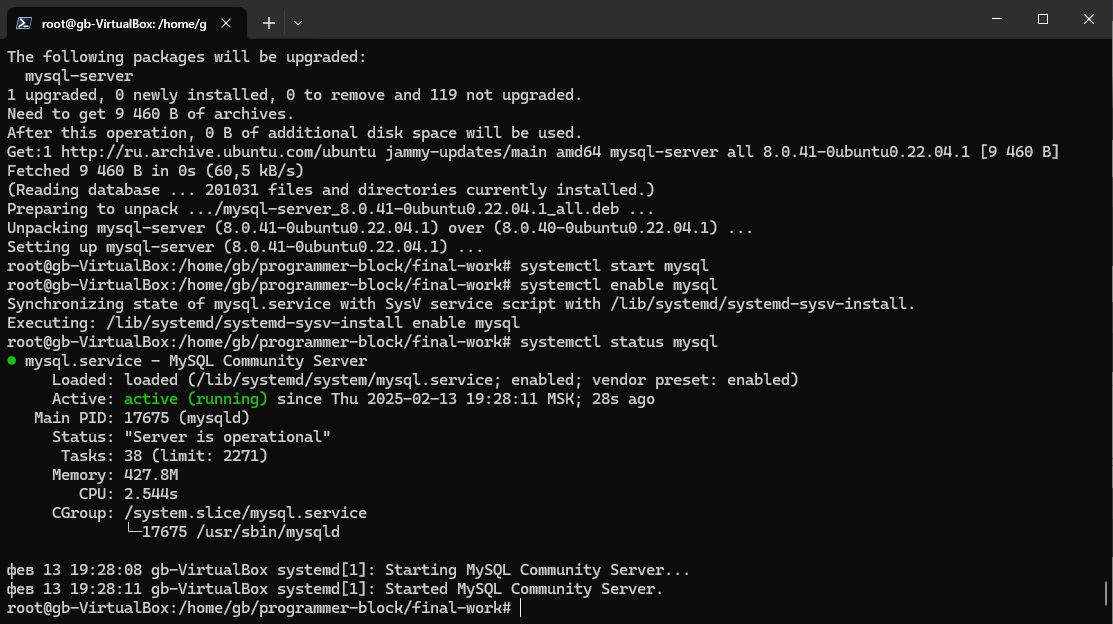 root@gb-VirtualBox: /home/g
The following packages will be upgraded:
  mysql-server
1 upgraded, 0 newly installed, 0 to remove and 119 not upgraded.
Need to get 9 460 B of archives.
After this operation, 0 B of additional disk space will be used.
Get:1 http://ru.archive.ubuntu.com/ubuntu jammy-updates/main amd64 mysql-server all 8.0.41-0ubuntu0.22.04.1 [9 460 B]
Fetched 9 460 B in 0s (60,5 kB/s)
(Reading database ... 201031 files and directories currently installed.)
Preparing to unpack .../mysql-server_8.0.41-0ubuntu0.22.04.1_all.deb ...
Unpacking mysql-server (8.0.41-0ubuntu0.22.04.1) over (8.0.40-0ubuntu0.22.04.1) ...
Setting up mysql-server (8.0.41-0ubuntu0.22.04.1) ...
root@gb-VirtualBox:/home/gb/programmer-block/final-work# systemctl start mysql
root@gb-VirtualBox:/home/gb/programmer-block/final-work# systemctl enable mysql
Synchronizing state of mysql.service with SysV service script with /lib/systemd/systemd-sysv-install.
Executing: /lib/systemd/systemd-sysv-install enable mysql
root@gb-VirtualBox:/home/gb/programmer-block/final-work# systemctl status mysql
● mysql.service - MySQL Community Server
     Loaded: loaded (/lib/systemd/system/mysql.service; enabled; vendor preset: enabled)
     Active: active (running) since Thu 2025-02-13 19:28:11 MSK; 28s ago
   Main PID: 17675 (mysqld)
     Status: "Server is operational"
      Tasks: 38 (limit: 2271)
     Memory: 427.8M
        CPU: 2.544s
     CGroup: /system.slice/mysql.service
             └─17675 /usr/sbin/mysqld
фев 13 19:28:08 gb-VirtualBox systemd[1]: Starting MySQL Community Server...
фев 13 19:28:11 gb-VirtualBox systemd[1]: Started MySQL Community Server.
root@gb-VirtualBox:/home/gb/programmer-block/final-work#